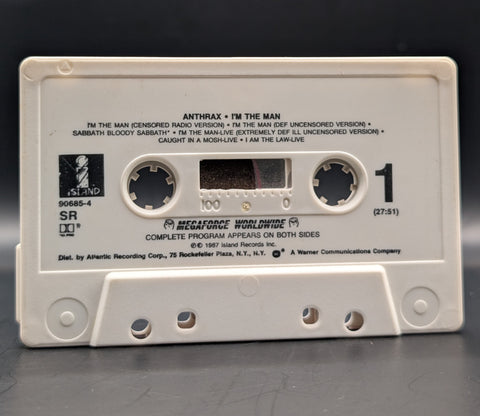 ANTHRAX • I'M THE MAN
I'M THE MAN (CENSORED RADIO VERSION) • I'M THE MAN (DEF UNCENSORED VERSION) •
SABBATH BLOODY SABBATH* • I'M THE MAN-LIVE (EXTREMELY DEF ILL UNCENSORED VERSION) •
CAUGHT IN A MOSH-LIVE • I AM THE LAW-LIVE
ISLAND
90685-4
SR
1
(27:51)
100 0
MEGAFORCE WORLDWIDE
COMPLETE PROGRAM APPEARS ON BOTH SIDES
℗© 1987 Island Records Inc.
Dist. by Atlantic Recording Corp., 75 Rockefeller Plaza, N.Y., N.Y. A Warner Communications Company